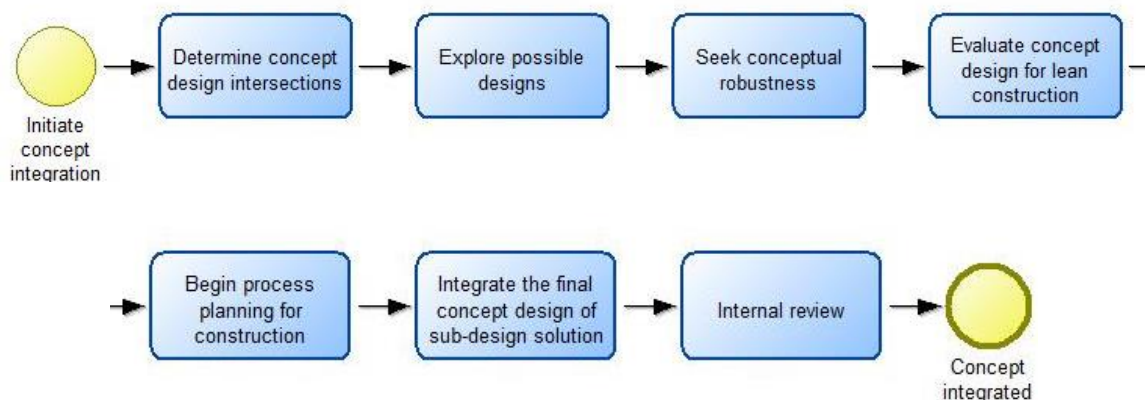 Determine concept
design intersections
Explore possible
designs
Seek conceptual
robustness
Evaluate concept
design for lean
construction
Initiate
concept
integration
Begin process
planning for
construction
Integrate the final
concept design of
sub-design solution
Internal review
Concept
integrated